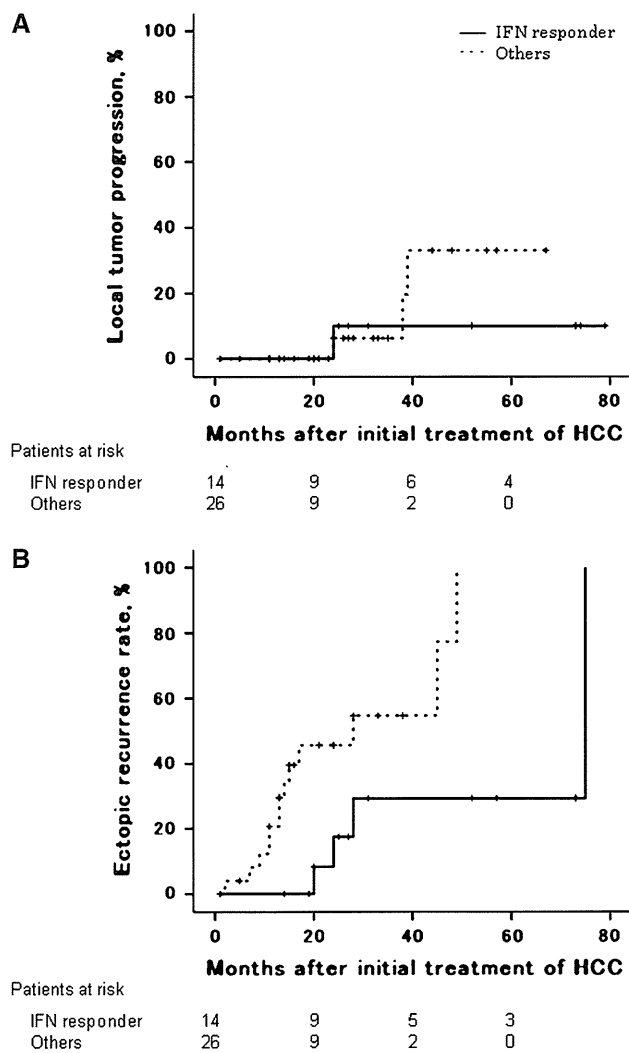 A
Local tumor progression, %
100
80
60
40
20
0
IFN responder
Others
0 20 40 60 80
Months after initial treatment of HCC
Patients at risk
IFN responder 14 9 6 4
Others 26 9 2 0
B
Ectopic recurrence rate, %
100
80
60
40
20
0
0 20 40 60 80
Months after initial treatment of HCC
Patients at risk
IFN responder 14 9 5 3
Others 26 9 2 0